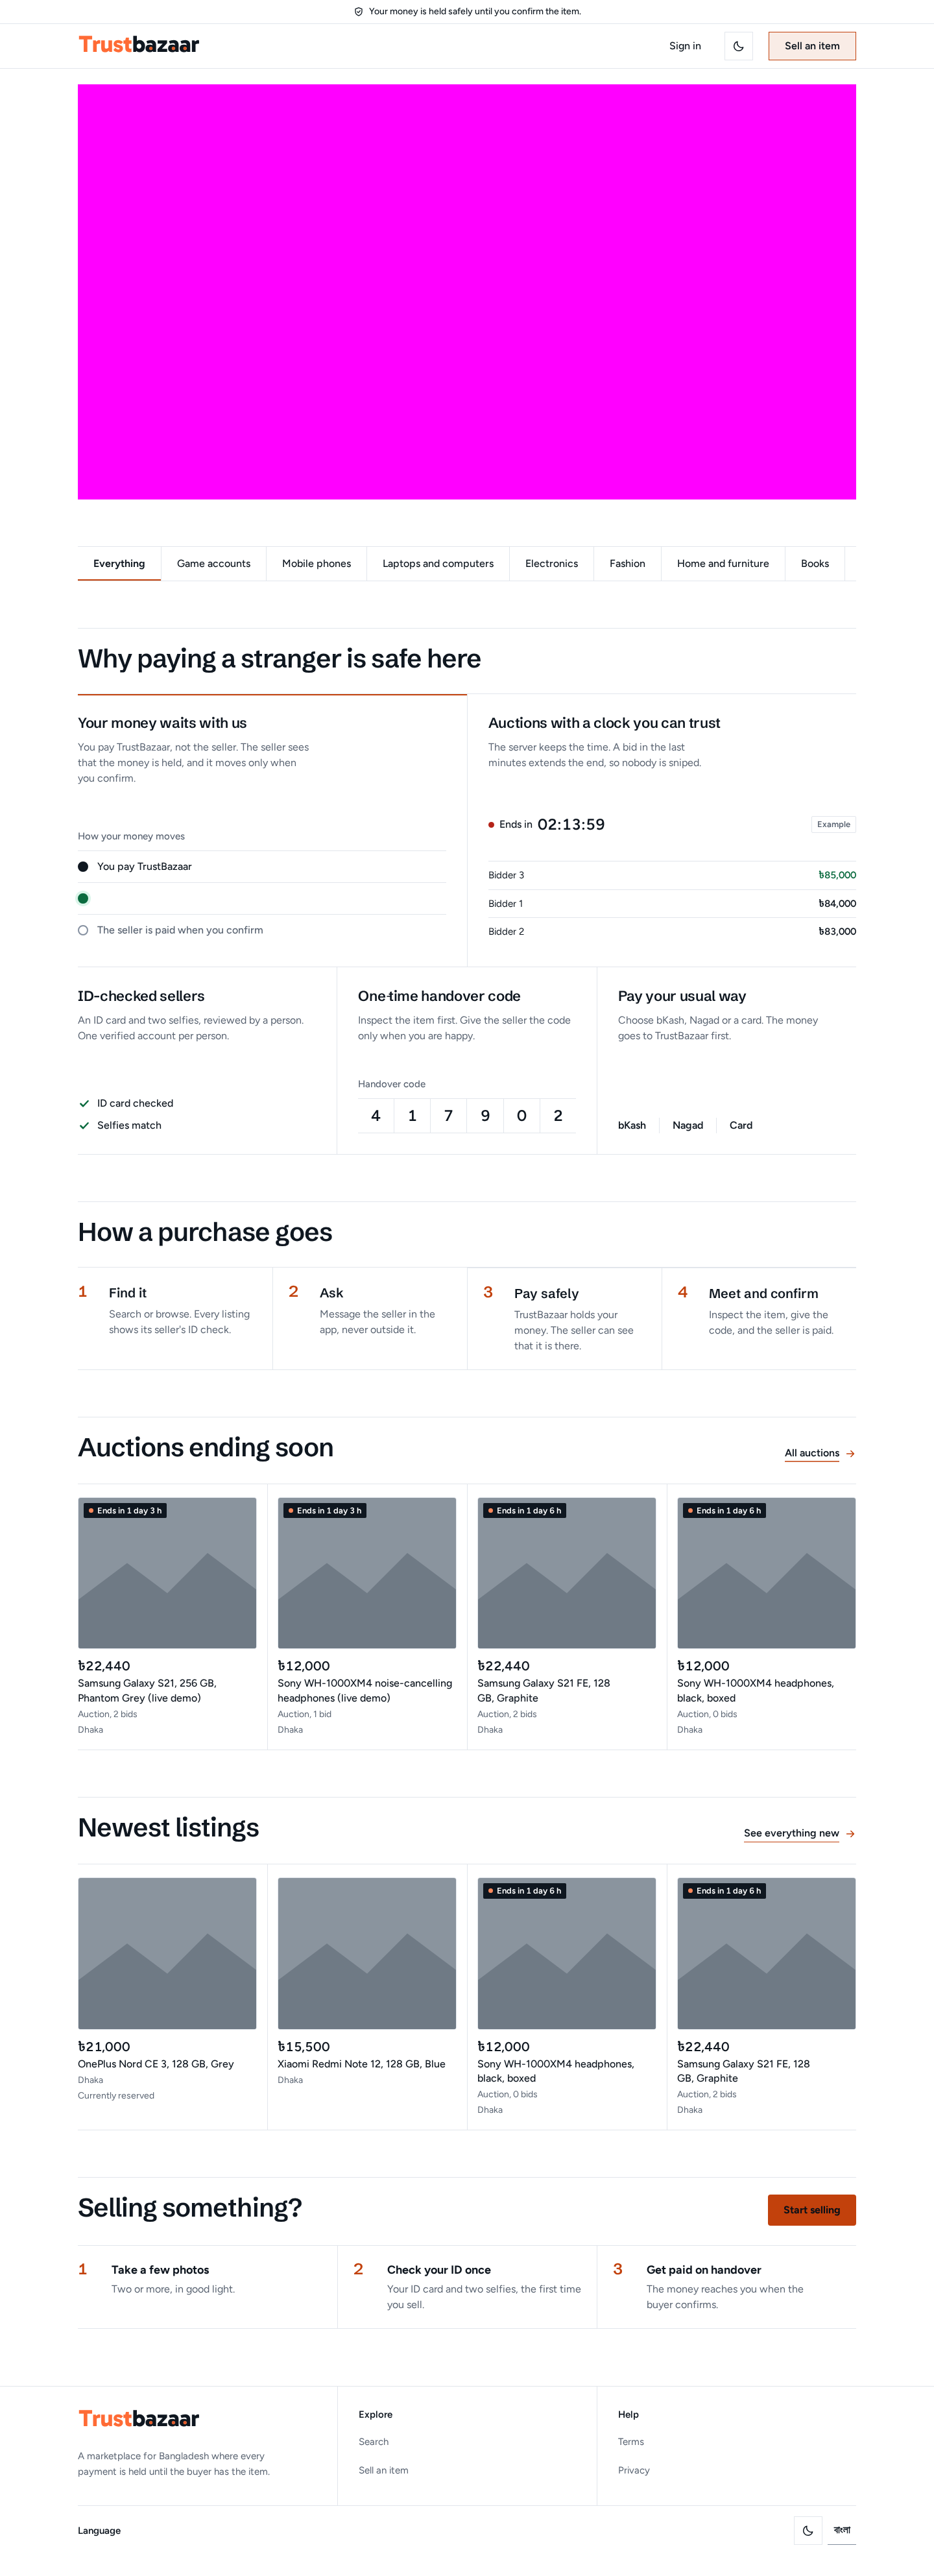 Your money is held safely until you confirm the item.
Trustbazaar
Sign in
Sell an item
Everything
Game accounts
Mobile phones
Laptops and computers
Electronics
Fashion
Home and furniture
Books
Why paying a stranger is safe here
Your money waits with us
You pay TrustBazaar, not the seller. The seller sees
that the money is held, and it moves only when
you confirm.
How your money moves
You pay TrustBazaar
The seller is paid when you confirm
Auctions with a clock you can trust
The server keeps the time. A bid in the last
minutes extends the end, so nobody is sniped.
Ends in 02:13:59
Example
Bidder 3 ৳85,000
Bidder 1 ৳84,000
Bidder 2 ৳83,000
ID-checked sellers
An ID card and two selfies, reviewed by a person.
One verified account per person.
ID card checked
Selfies match
One-time handover code
Inspect the item first. Give the seller the code
only when you are happy.
Handover code
4 1 7 9 0 2
Pay your usual way
Choose bKash, Nagad or a card. The money
goes to TrustBazaar first.
bKash
Nagad
Card
How a purchase goes
1 Find it
Search or browse. Every listing
shows its seller's ID check.
2 Ask
Message the seller in the
app, never outside it.
3 Pay safely
TrustBazaar holds your
money. The seller can see
that it is there.
4 Meet and confirm
Inspect the item, give the
code, and the seller is paid.
Auctions ending soon
All auctions →
Ends in 1 day 3 h
৳22,440
Samsung Galaxy S21, 256 GB,
Phantom Grey (live demo)
Auction, 2 bids
Dhaka
Ends in 1 day 3 h
৳12,000
Sony WH-1000XM4 noise-cancelling
headphones (live demo)
Auction, 1 bid
Dhaka
Ends in 1 day 6 h
৳22,440
Samsung Galaxy S21 FE, 128
GB, Graphite
Auction, 2 bids
Dhaka
Ends in 1 day 6 h
৳12,000
Sony WH-1000XM4 headphones,
black, boxed
Auction, 0 bids
Dhaka
Newest listings
See everything new →
৳21,000
OnePlus Nord CE 3, 128 GB, Grey
Dhaka
Currently reserved
৳15,500
Xiaomi Redmi Note 12, 128 GB, Blue
Dhaka
Ends in 1 day 6 h
৳12,000
Sony WH-1000XM4 headphones,
black, boxed
Auction, 0 bids
Dhaka
Ends in 1 day 6 h
৳22,440
Samsung Galaxy S21 FE, 128
GB, Graphite
Auction, 2 bids
Dhaka
Selling something?
Start selling
1 Take a few photos
Two or more, in good light.
2 Check your ID once
Your ID card and two selfies, the first time
you sell.
3 Get paid on handover
The money reaches you when the
buyer confirms.
Trustbazaar
A marketplace for Bangladesh where every
payment is held until the buyer has the item.
Explore
Search
Sell an item
Help
Terms
Privacy
Language
বাংলা